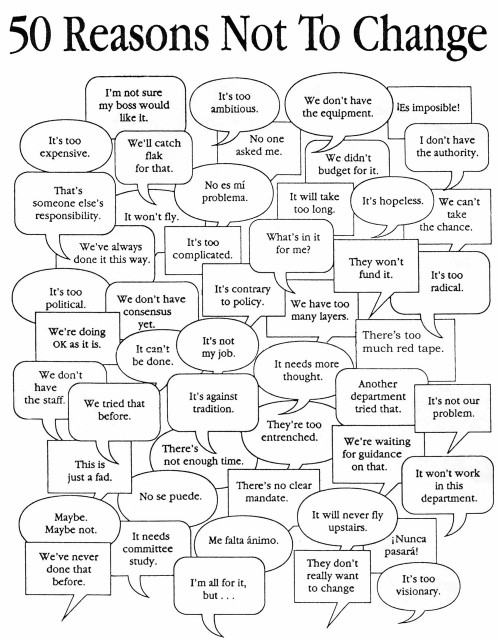 50 Reasons Not To Change
I'm not sure
my boss would
like it.
It's too
ambitious.
We don't have
the equipment.
¡Es imposible!
It's too
expensive.
We'll catch
flak
for that.
No one
asked me.
We didn't
budget for it.
I don't have
the authority.
That's
someone else's
responsibility.
It won't fly.
No es mí
problema.
It will take
too long.
It's hopeless.
We can't
take
the chance.
We've always
done it this way.
It's too
complicated.
What's in it
for me?
They won't
fund it.
It's too
radical.
It's too
political.
We don't have
consensus
yet.
It's contrary
to policy.
We have too
many layers.
We're doing
OK as it is.
It can't
be done.
It's not
my job.
It needs more
thought.
There's too
much red tape.
We don't
have
the staff.
We tried that
before.
It's against
tradition.
Another
department
tried that.
It's not our
problem.
They're too
entrenched.
There's
not enough time.
We're waiting
for guidance
on that.
This is
just a fad.
No se puede.
There's no clear
mandate.
It won't work
in this
department.
Maybe.
Maybe not.
It needs
committee
study.
Me falta ánimo.
It will never fly
upstairs.
¡Nunca
pasará!
We've never
done that
before.
I'm all for it,
but . . .
They don't
really want
to change
It's too
visionary.